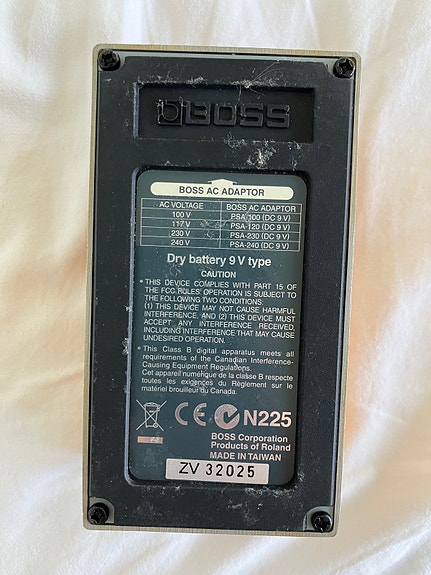 BOSS
BOSS AC ADAPTOR
AC VOLTAGE BOSS AC ADAPTOR
100 V PSA-100 (DC 9 V)
117 V PSA-120 (DC 9 V)
230 V PSA-230 (DC 9 V)
240 V PSA-240 (DC 9 V)
Dry battery 9 V type
CAUTION
• THIS DEVICE COMPLIES WITH PART 15 OF
THE FCC RULES' OPERATION IS SUBJECT TO
THE FOLLOWING TWO CONDITIONS:
(1) THIS DEVICE MAY NOT CAUSE HARMFUL
INTERFERENCE, AND (2) THIS DEVICE MUST
ACCEPT ANY INTERFERENCE RECEIVED,
INCLUDING INTERFERENCE THAT MAY CAUSE
UNDESIRED OPERATION.
• This Class B digital apparatus meets all
requirements of the Canadian Interference-
Causing Equipment Regulations.
Cet appareil numérique de la classe B respecte
toutes les exigences du Règlement sur le
matériel brouilleur du Canada.
CE N225
BOSS Corporation
Products of Roland
MADE IN TAIWAN
ZV 32025